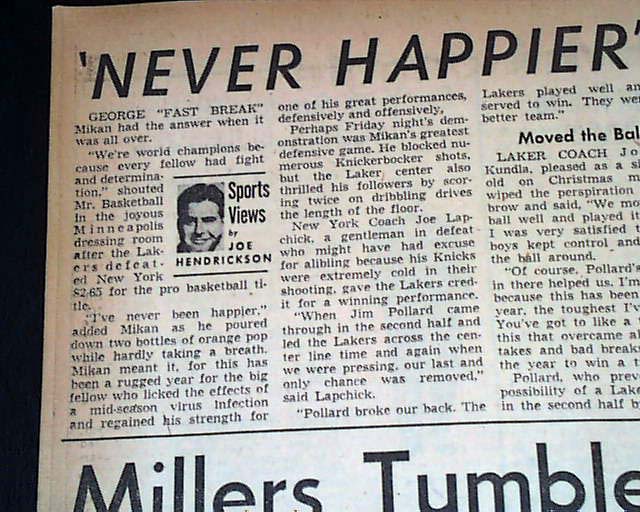 'NEVER HAPPIER'
GEORGE "FAST BREAK"
Mikan had the answer when it
was all over.
"We're world champions be-
cause every fellow had fight
and determina-
tion," shouted
Mr. Basketball
in the joyous
Minneapolis
dressing room
after the Lak-
ers defeat-
ed New York
82-65 for the pro basketball ti-
tle.
Sports
Views
by
JOE
HENDRICKSON
"I've never been happier,"
added Mikan as he poured
down two bottles of orange pop
while hardly taking a breath.
Mikan meant it, for this has
been a rugged year for the big
fellow who licked the effects of
a mid-season virus infection
and regained his strength for
one of his great performances,
defensively and offensively.
Perhaps Friday night's dem-
onstration was Mikan's greatest
defensive game. He blocked nu-
merous Knickerbocker shots,
but the Laker center also
thrilled his followers by scor-
ing twice on dribbling drives
the length of the floor.
New York Coach Joe Lap-
chick, a gentleman in defeat
who might have had excuse
for alibing because his Knicks
were extremely cold in their
shooting, gave the Lakers cred-
it for a winning performance.
"When Jim Pollard came
through in the second half and
led the Lakers across the cen-
ter line time and again when
we were pressing, our last and
only chance was removed,"
said Lapchick.
"Pollard broke our back. The
Lakers played well an
served to win. They we
better team."
Moved the Bal
LAKER COACH Jo
Kundla, pleased as a
old on Christmas m
wiped the perspiration
brow and said, "We mo
ball well and played
I was very satisfied
boys kept control and
the ball around.
"Of course, Pollard's
in there helped us. I'm
because this has been
year, the toughest I'v
You've got to like a
this that overcame al
takes and bad breaks
the year to win a t
Pollard, who prev
possibility of a Lake
in the second half b
Millers Tumble